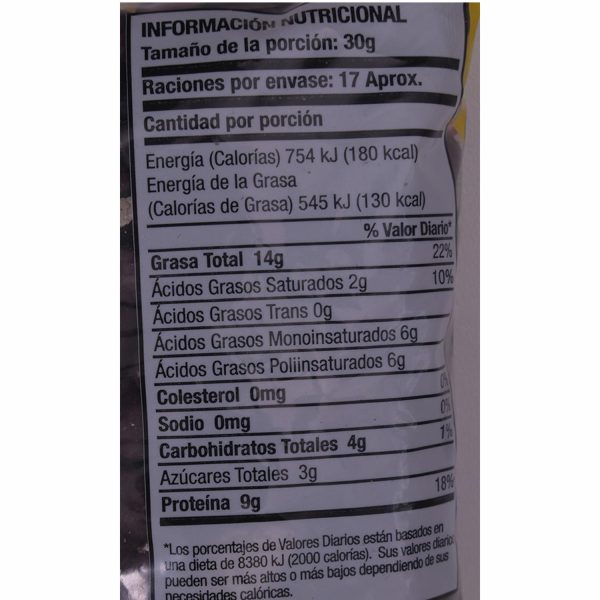 INFORMACIÓN NUTRICIONAL
Tamaño de la porción: 30g
Raciones por envase: 17 Aprox.
Cantidad por porción
Energía (Calorías) 754 kJ (180 kcal)
Energía de la Grasa
(Calorías de Grasa) 545 kJ (130 kcal)
% Valor Diario*
Grasa Total 14g 22%
Ácidos Grasos Saturados 2g 10%
Ácidos Grasos Trans 0g
Ácidos Grasos Monoinsaturados 6g
Ácidos Grasos Poliinsaturados 6g
Colesterol 0mg 0%
Sodio 0mg 0%
Carbohidratos Totales 4g 1%
Azúcares Totales 3g
Proteína 9g 18%
*Los porcentajes de Valores Diarios están basados en
una dieta de 8380 kJ (2000 calorías). Sus valores diarios
pueden ser más altos o más bajos dependiendo de sus
necesidades calóricas.